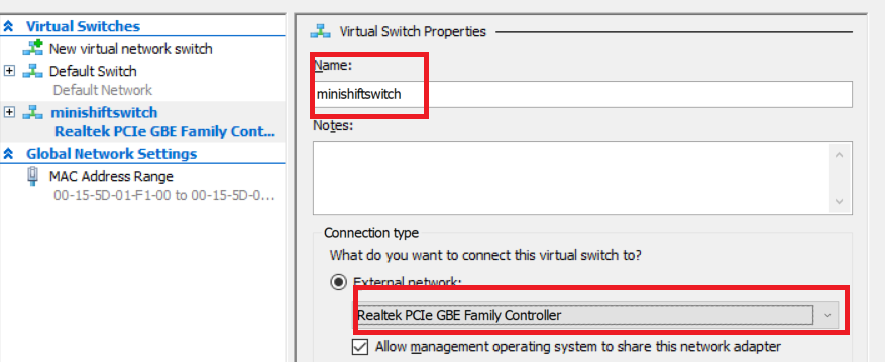 Virtual Switches
New virtual network switch
Default Switch
Default Network
minishiftswitch
Realtek PCIe GBE Family Cont...
Global Network Settings
MAC Address Range
00-15-5D-01-F1-00 to 00-15-5D-0...
Virtual Switch Properties
Name:
minishiftswitch
Notes:
Connection type
What do you want to connect this virtual switch to?
External network:
Realtek PCIe GBE Family Controller
Allow management operating system to share this network adapter